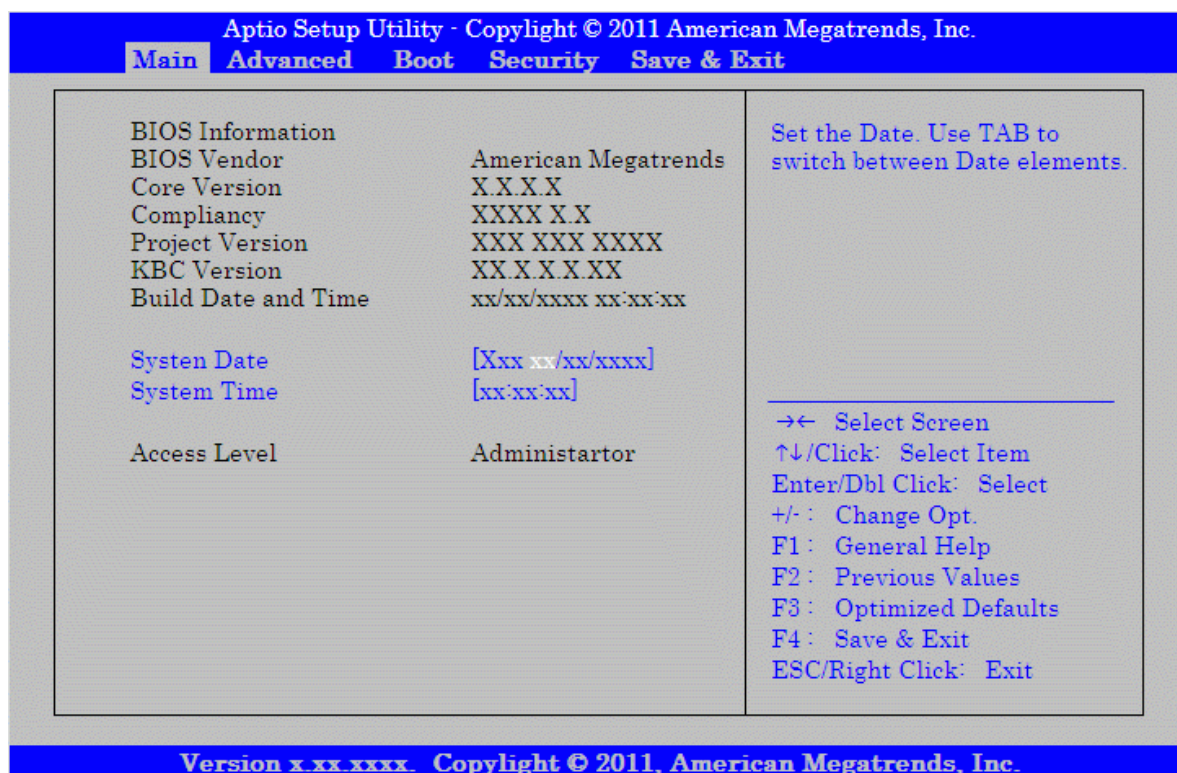 Aptio Setup Utility - Copylight © 2011 American Megatrends, Inc.
Main Advanced Boot Security Save & Exit
BIOS Information
BIOS Vendor American Megatrends
Core Version X.X.X.X
Compliancy XXXX X.X
Project Version XXX XXX XXXX
KBC Version XX.X.X.X.XX
Build Date and Time xx/xx/xxxx xx:xx:xx
Systen Date [Xxx xx/xx/xxxx]
System Time [xx:xx:xx]
Access Level Administartor
Set the Date. Use TAB to
switch between Date elements.
→← Select Screen
↑↓/Click: Select Item
Enter/Dbl Click: Select
+/- : Change Opt.
F1 : General Help
F2 : Previous Values
F3 : Optimized Defaults
F4 : Save & Exit
ESC/Right Click: Exit
Version x.xx.xxxx. Copylight © 2011, American Megatrends, Inc.